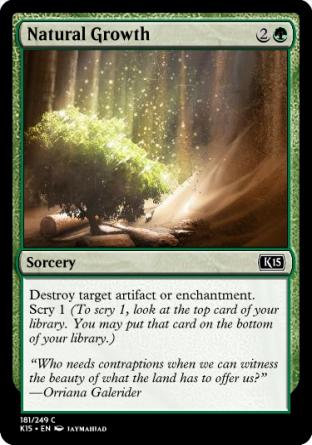 Natural Growth 2
Sorcery K15
Destroy target artifact or enchantment.
Scry 1 (To scry 1, look at the top card of your
library. You may put that card on the bottom
of your library.)
“Who needs contraptions when we can witness
the beauty of what the land has to offer us?”
—Orriana Galerider
181/249 C
K15 • EN JAYMAHAD